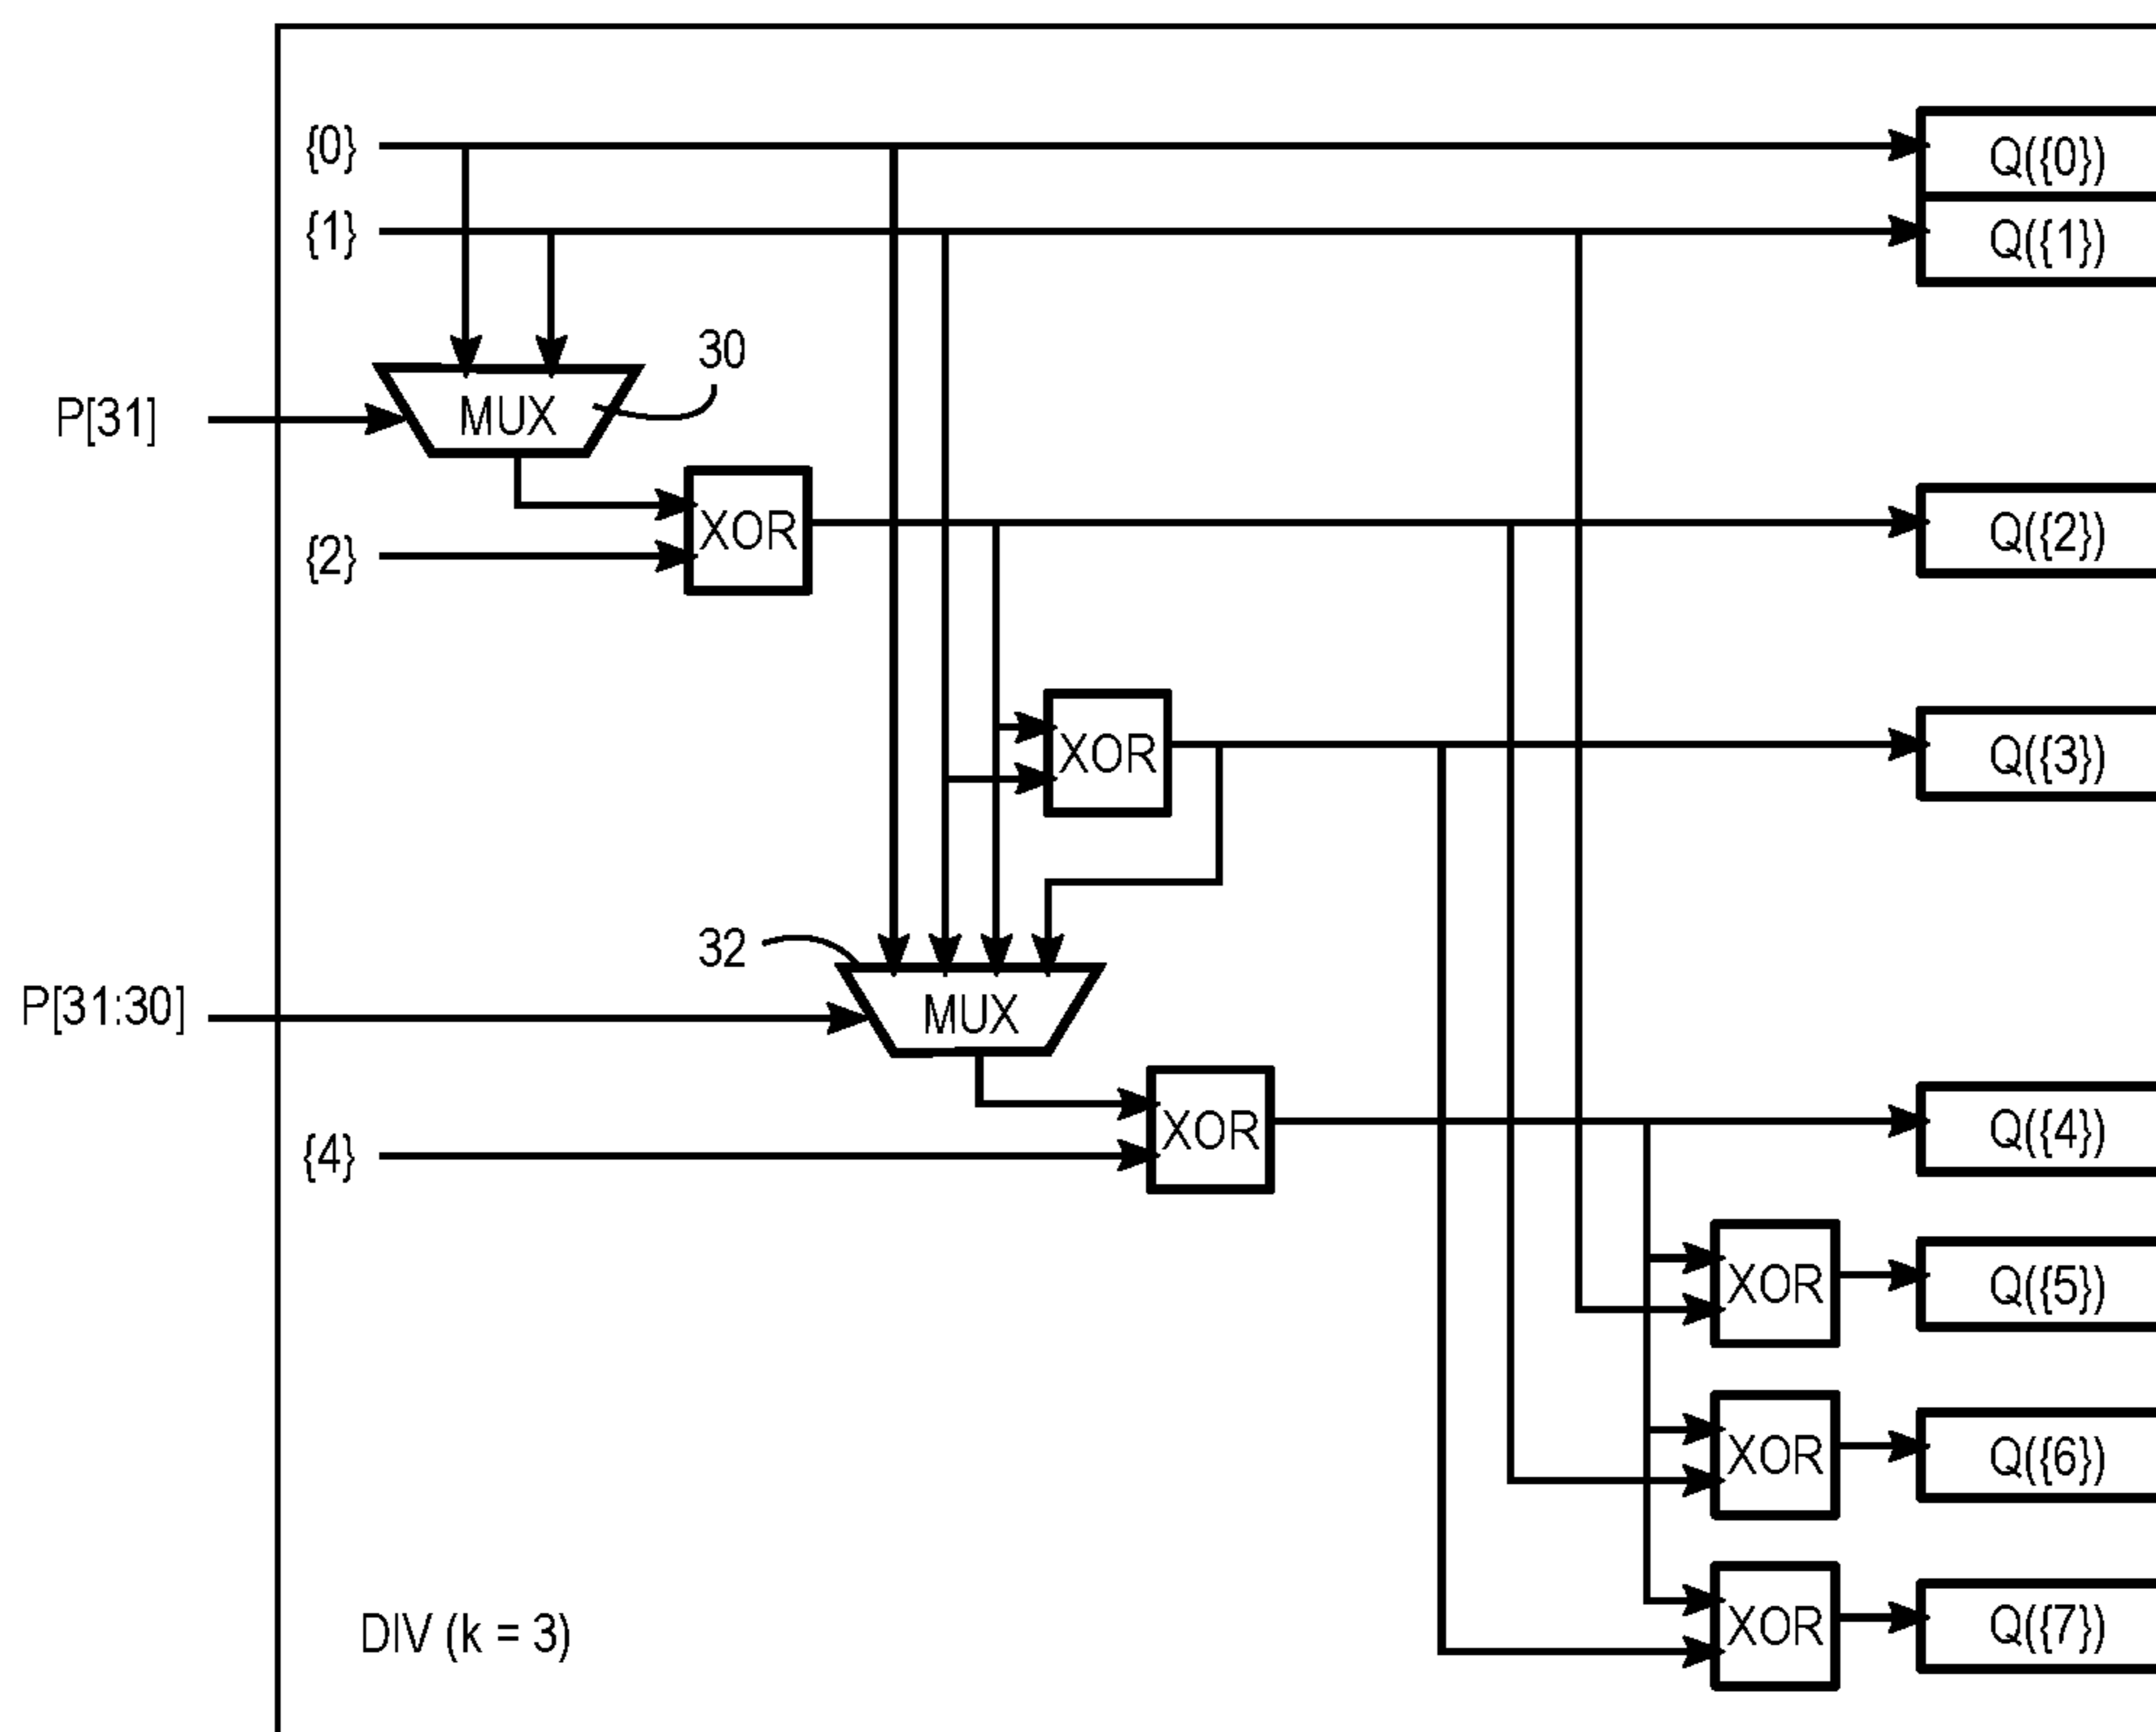 {0}
Q({0})
{1}
Q({1})
30
P[31]
MUX
XOR
{2}
Q({2})
XOR
Q({3})
32
P[31:30]
MUX
XOR
{4}
Q({4})
XOR
Q({5})
XOR
Q({6})
DIV (k = 3)
XOR
Q({7})